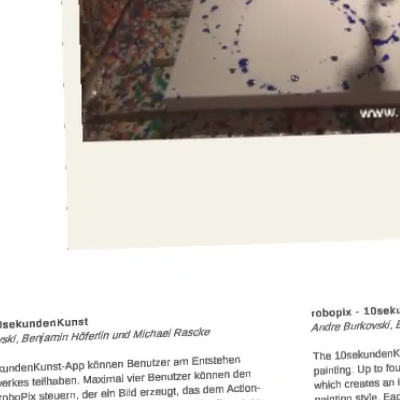 www.
0sekundenKunst
vski, Benjamin Höferlin und Michael Raschke
kundenKunst-App können Benutzer am Entstehen
werkes teilhaben. Maximal vier Benutzer können den
roboPix steuern, der ein Bild erzeugt, das dem Action-
robopix - 10seku
Andre Burkovski, B
The 10sekundenK
painting. Up to fou
which creates an i
painting style. Eac